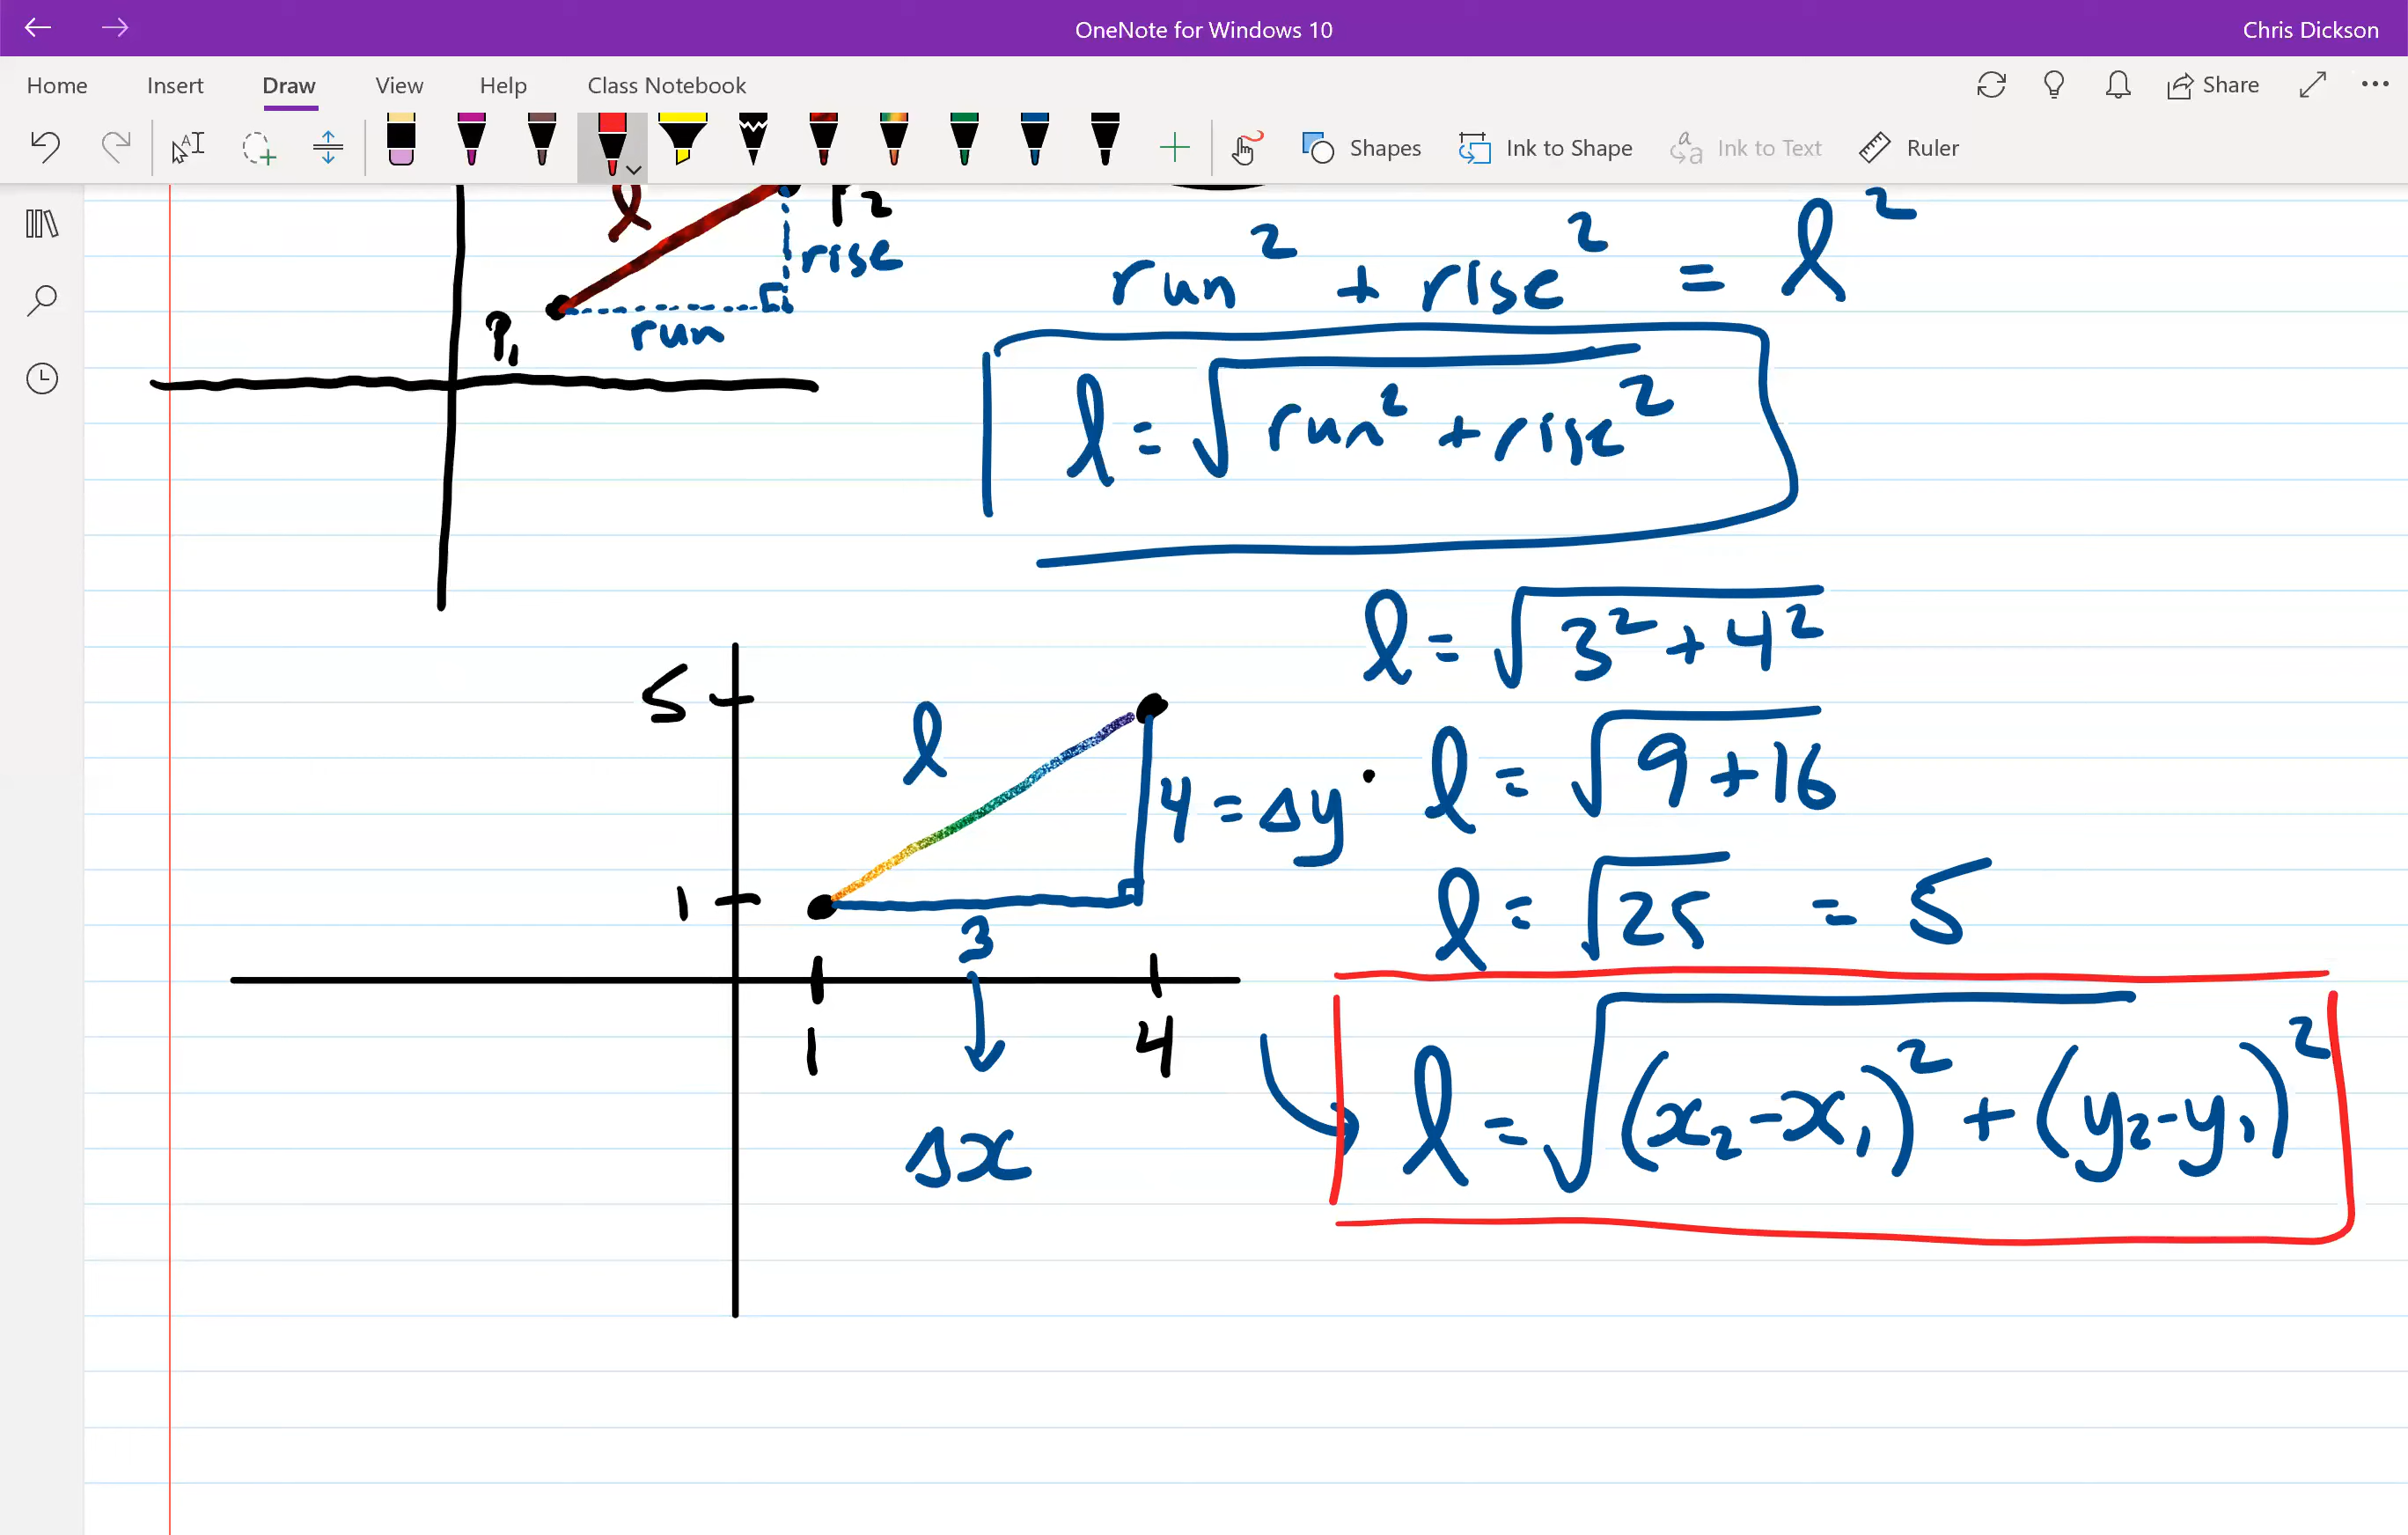 OneNote for Windows 10
Chris Dickson
Home Insert Draw View Help Class Notebook
Share
Shapes Ink to Shape Ink to Text Ruler
l P2
rise
run
P₁
run² + rise² = l²
l = √run² + rise²
l = √3² + 4²
5
l
4 = Δy
l = √9 + 16
1
3
l = √25 = 5
1 4
Δx
l = √(x₂-x₁)² + (y₂-y₁)²